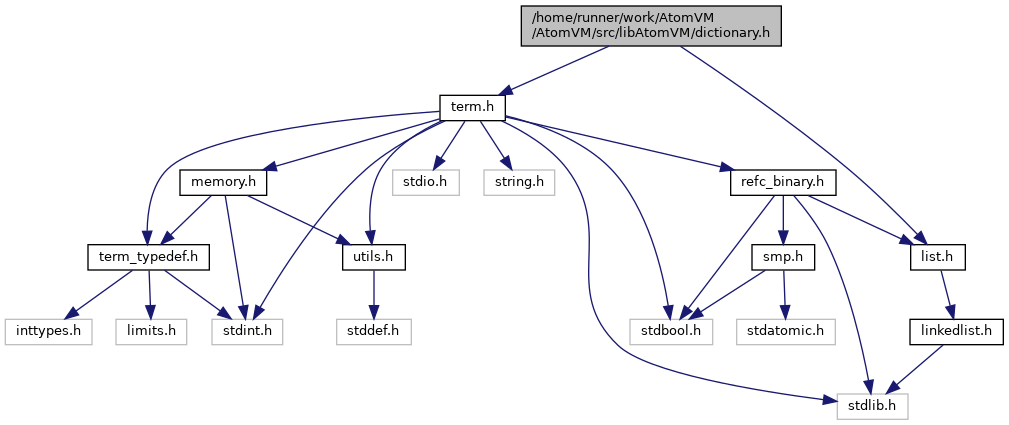 /home/runner/work/AtomVM
/AtomVM/src/libAtomVM/dictionary.h
term.h
memory.h
stdio.h
string.h
refc_binary.h
term_typedef.h
utils.h
smp.h
list.h
inttypes.h
limits.h
stdint.h
stddef.h
stdbool.h
stdatomic.h
linkedlist.h
stdlib.h